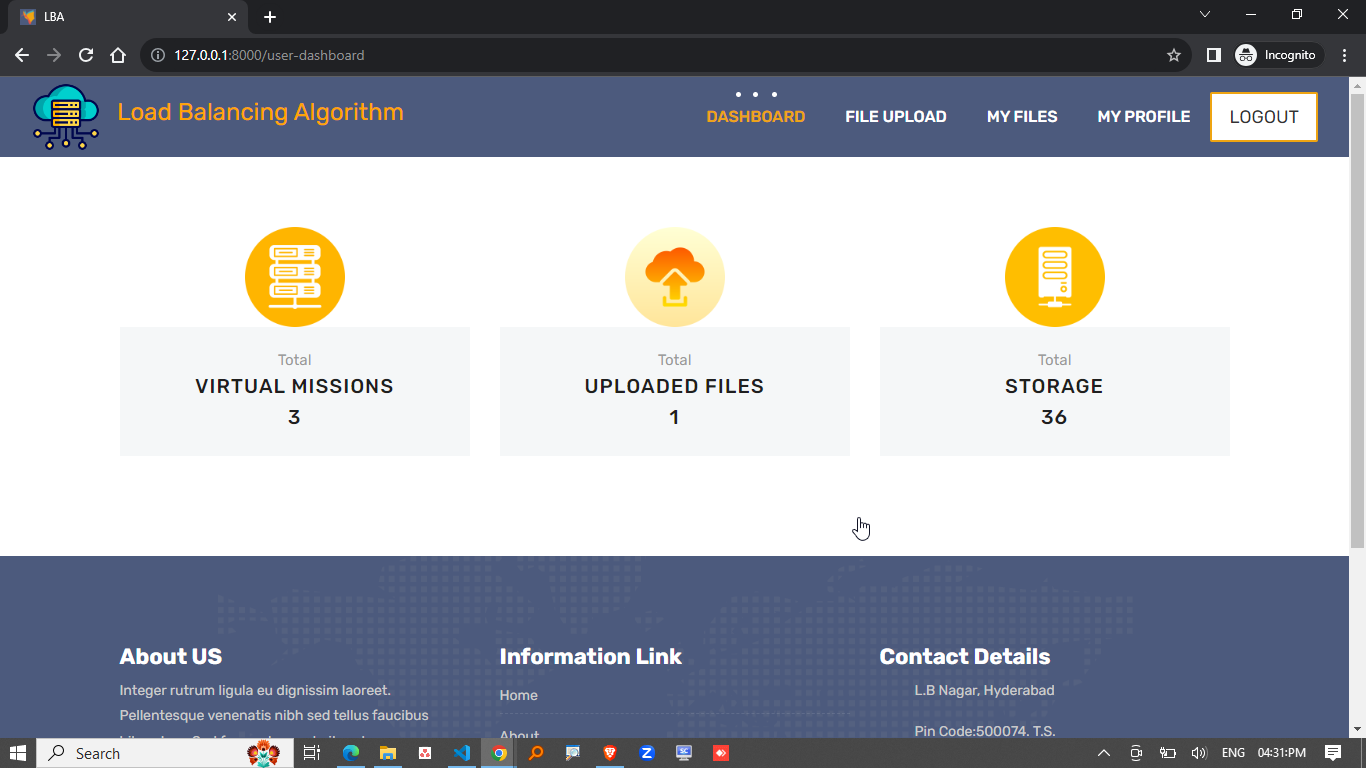 LBA
127.0.0.1:8000/user-dashboard
Incognito
Load Balancing Algorithm
DASHBOARD
FILE UPLOAD
MY FILES
MY PROFILE
LOGOUT
Total
VIRTUAL MISSIONS
3
Total
UPLOADED FILES
1
Total
STORAGE
36
About US
Integer rutrum ligula eu dignissim laoreet.
Pellentesque venenatis nibh sed tellus faucibus
Information Link
Home
About
Contact Details
L.B Nagar, Hyderabad
Pin Code:500074. T.S.
Search
ENG
04:31:PM